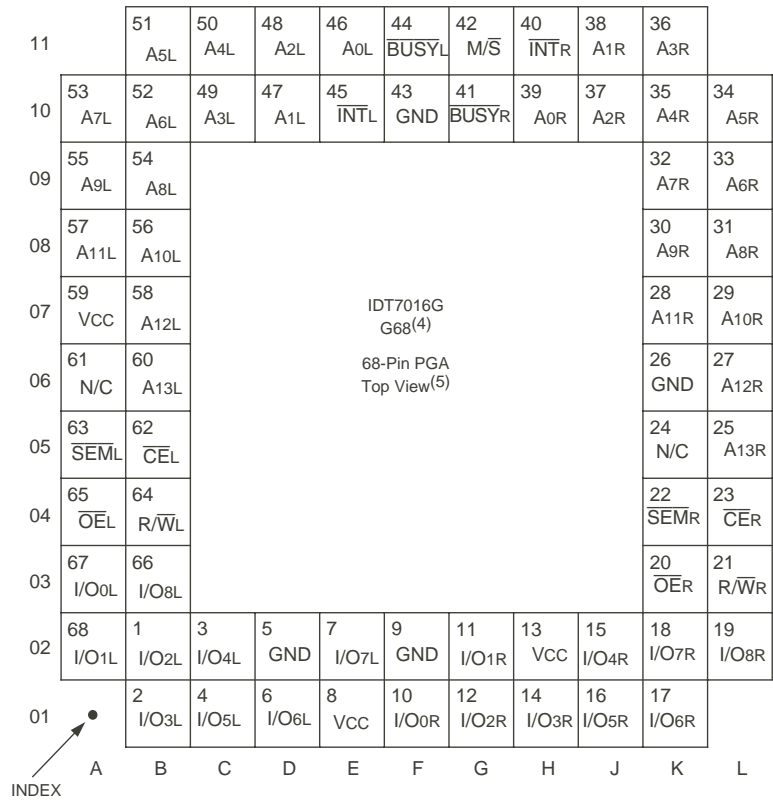 51 50 48 46 44 42 40 38 36
11 A5L A4L A2L A0L BUSYL M/S INTR A1R A3R
53 52 49 47 45 43 41 39 37 35 34
10 A7L A6L A3L A1L INTL GND BUSYR A0R A2R A4R A5R
55 54 32 33
09 A9L A8L A7R A6R
57 56 30 31
08 A11L A10L A9R A8R
59 58 28 29
07 VCC A12L A11R A10R
IDT7016G
G68(4)
61 60 26 27
06 N/C A13L GND A12R
68-Pin PGA
Top View(5)
63 62 24 25
05 SEML CEL N/C A13R
65 64 22 23
04 OEL R/WL SEMR CER
67 66 20 21
03 I/O0L I/O8L OER R/WR
68 1 3 5 7 9 11 13 15 18 19
02 I/O1L I/O2L I/O4L GND I/O7L GND I/O1R VCC I/O4R I/O7R I/O8R
2 4 6 8 10 12 14 16 17
01 I/O3L I/O5L I/O6L VCC I/O0R I/O2R I/O3R I/O5R I/O6R
A B C D E F G H J K L
INDEX